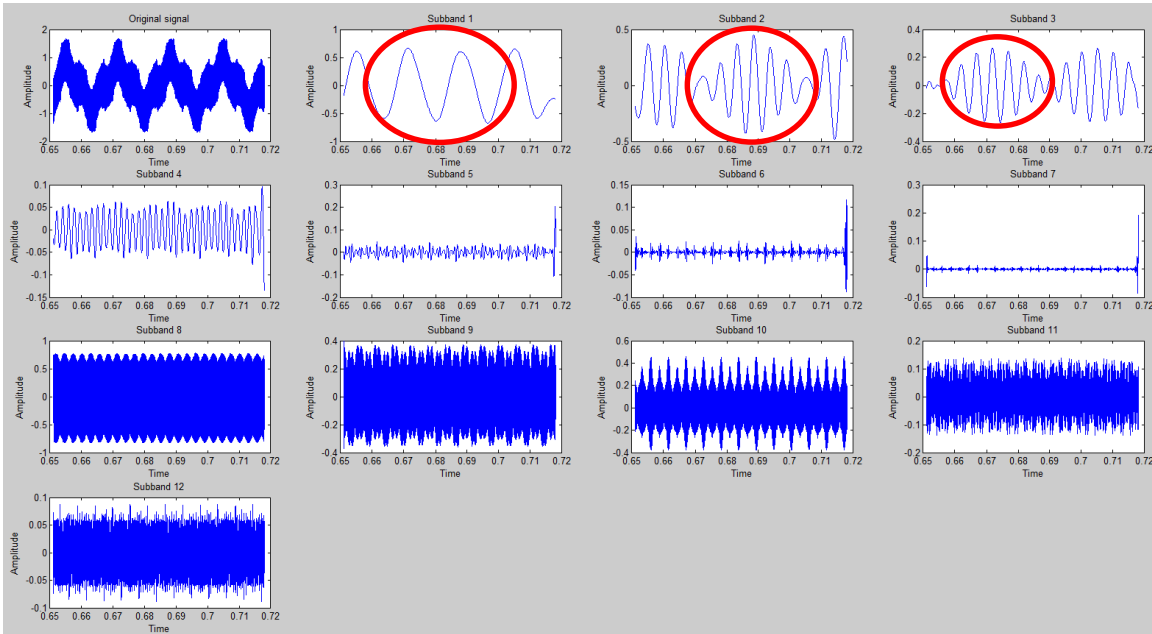 Original signal
Amplitude
2
1
0
-1
-2
0.65 0.66 0.67 0.68 0.69 0.7 0.71 0.72
Time
Subband 1
Amplitude
1
0.5
0
-0.5
-1
0.65 0.66 0.67 0.68 0.69 0.7 0.71 0.72
Time
Subband 2
Amplitude
0.5
0
-0.5
0.65 0.66 0.67 0.68 0.69 0.7 0.71 0.72
Time
Subband 3
Amplitude
0.4
0.2
0
-0.2
-0.4
0.65 0.66 0.67 0.68 0.69 0.7 0.71 0.72
Time
Subband 4
Amplitude
0.1
0.05
0
-0.05
-0.1
-0.15
0.65 0.66 0.67 0.68 0.69 0.7 0.71 0.72
Time
Subband 5
Amplitude
0.3
0.2
0.1
0
-0.1
-0.2
0.65 0.66 0.67 0.68 0.69 0.7 0.71 0.72
Time
Subband 6
Amplitude
0.15
0.1
0.05
0
-0.05
-0.1
0.65 0.66 0.67 0.68 0.69 0.7 0.71 0.72
Time
Subband 7
Amplitude
0.3
0.2
0.1
0
-0.1
0.65 0.66 0.67 0.68 0.69 0.7 0.71 0.72
Time
Subband 8
Amplitude
1
0.5
0
-0.5
-1
0.65 0.66 0.67 0.68 0.69 0.7 0.71 0.72
Time
Subband 9
Amplitude
0.4
0.2
0
-0.2
-0.4
0.65 0.66 0.67 0.68 0.69 0.7 0.71 0.72
Time
Subband 10
Amplitude
0.6
0.4
0.2
0
-0.2
-0.4
0.65 0.66 0.67 0.68 0.69 0.7 0.71 0.72
Time
Subband 11
Amplitude
0.2
0.1
0
-0.1
-0.2
0.65 0.66 0.67 0.68 0.69 0.7 0.71 0.72
Time
Subband 12
Amplitude
0.1
0.05
0
-0.05
-0.1
0.65 0.66 0.67 0.68 0.69 0.7 0.71 0.72
Time